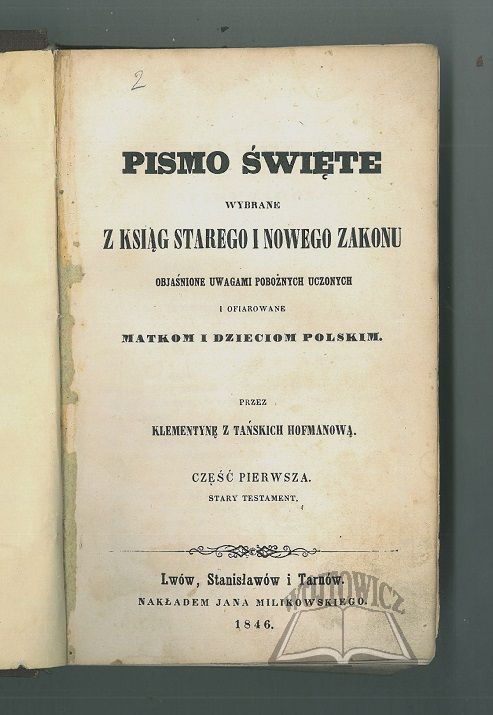 2
PISMO ŚWIĘTE
WYBRANE
Z KSIĄG STAREGO I NOWEGO ZAKONU
OBJAŚNIONE UWAGAMI POBOŻNYCH UCZONYCH
I OFIAROWANE
MATKOM I DZIECIOM POLSKIM.
PRZEZ
KLEMENTYNĘ Z TAŃSKICH HOFMANOWĄ.
CZĘŚĆ PIERWSZA.
STARY TESTAMENT.
Lwów, Stanisławów i Tarnów.
NAKŁADEM JANA MILIKOWSKIEGO.
1846.
WÓJTOWICZ